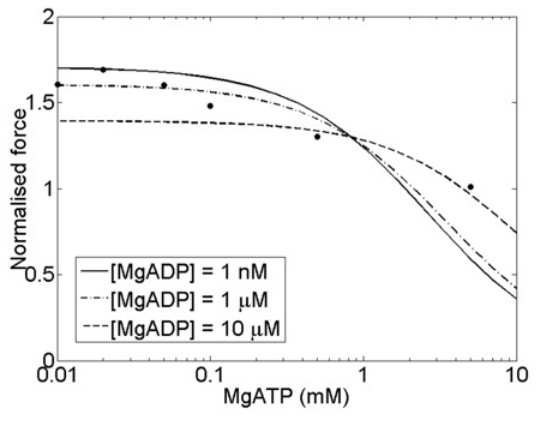 2
1.5
1
0.5
0
Normalised force
[MgADP] = 1 nM
[MgADP] = 1 μM
[MgADP] = 10 μM
0.01
0.1
1
10
MgATP (mM)